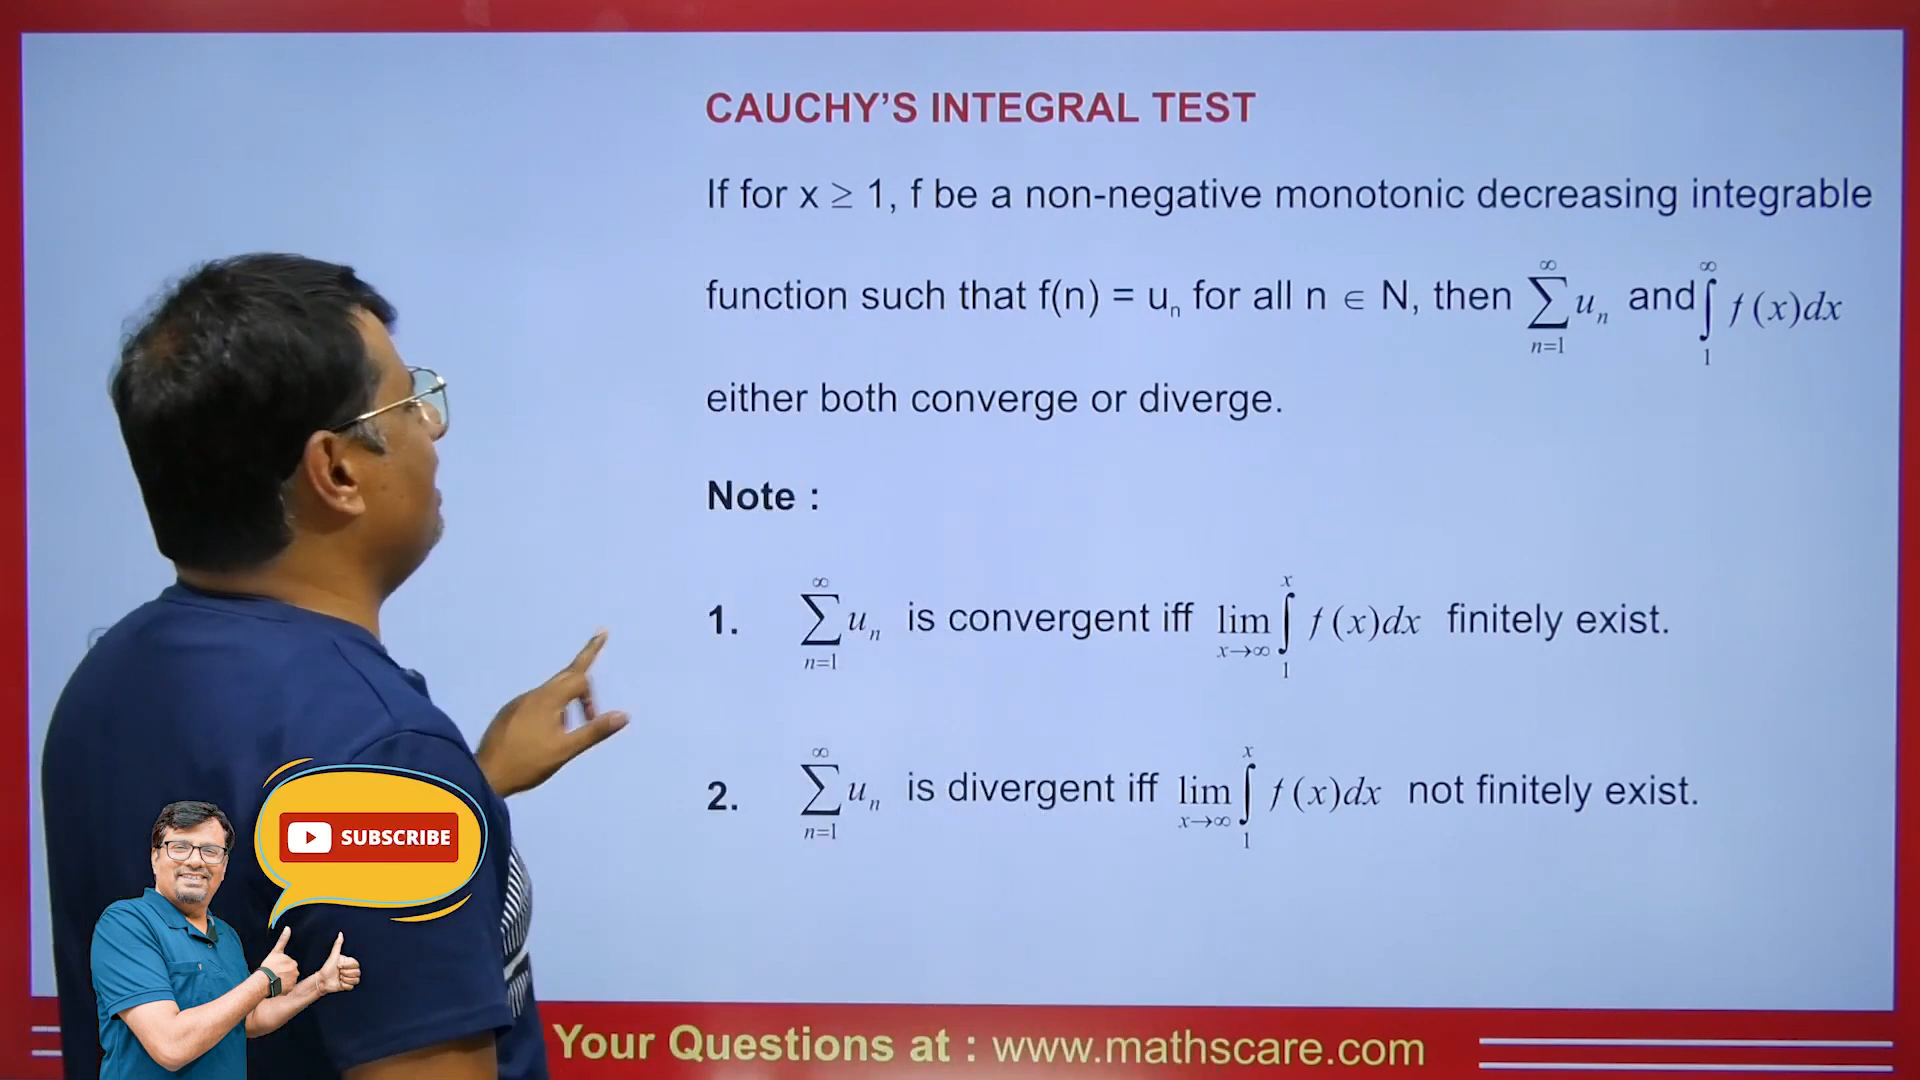 CAUCHY’S INTEGRAL TEST
If for x ≥ 1, f be a non-negative monotonic decreasing integrable
function such that f(n) = uₙ for all n ∈ N, then ∑_{n=1}^{∞} uₙ and ∫_{1}^{∞} f(x)dx
either both converge or diverge.
Note :
1. ∑_{n=1}^{∞} uₙ is convergent iff lim_{x→∞} ∫_{1}^{x} f(x)dx finitely exist.
2. ∑_{n=1}^{∞} uₙ is divergent iff lim_{x→∞} ∫_{1}^{x} f(x)dx not finitely exist.
SUBSCRIBE
Your Questions at : www.mathscare.com